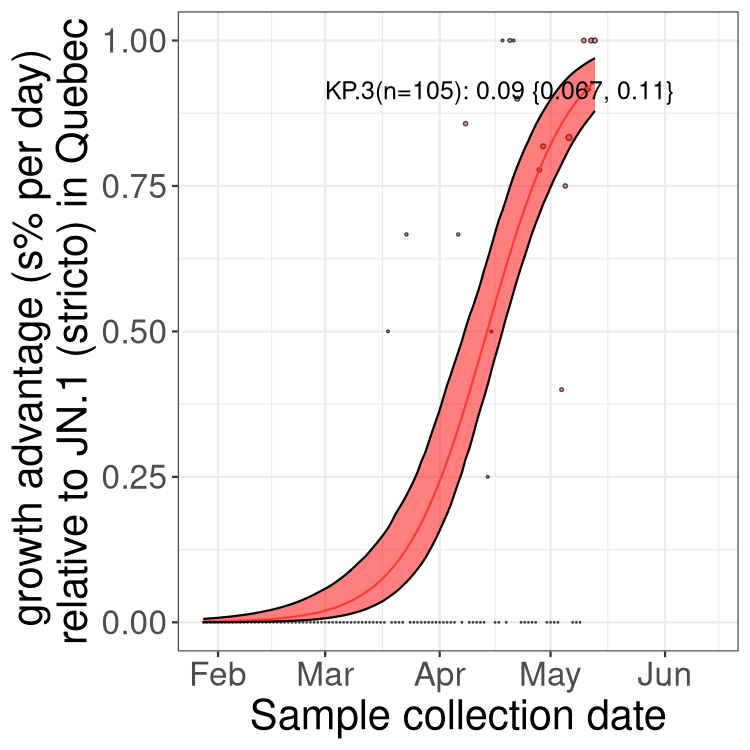 growth advantage (s% per day)
relative to JN.1 (stricto) in Quebec
1.00
0.75
0.50
0.25
0.00
KP.3(n=105): 0.09 {0.067, 0.11}
Feb Mar Apr May Jun
Sample collection date